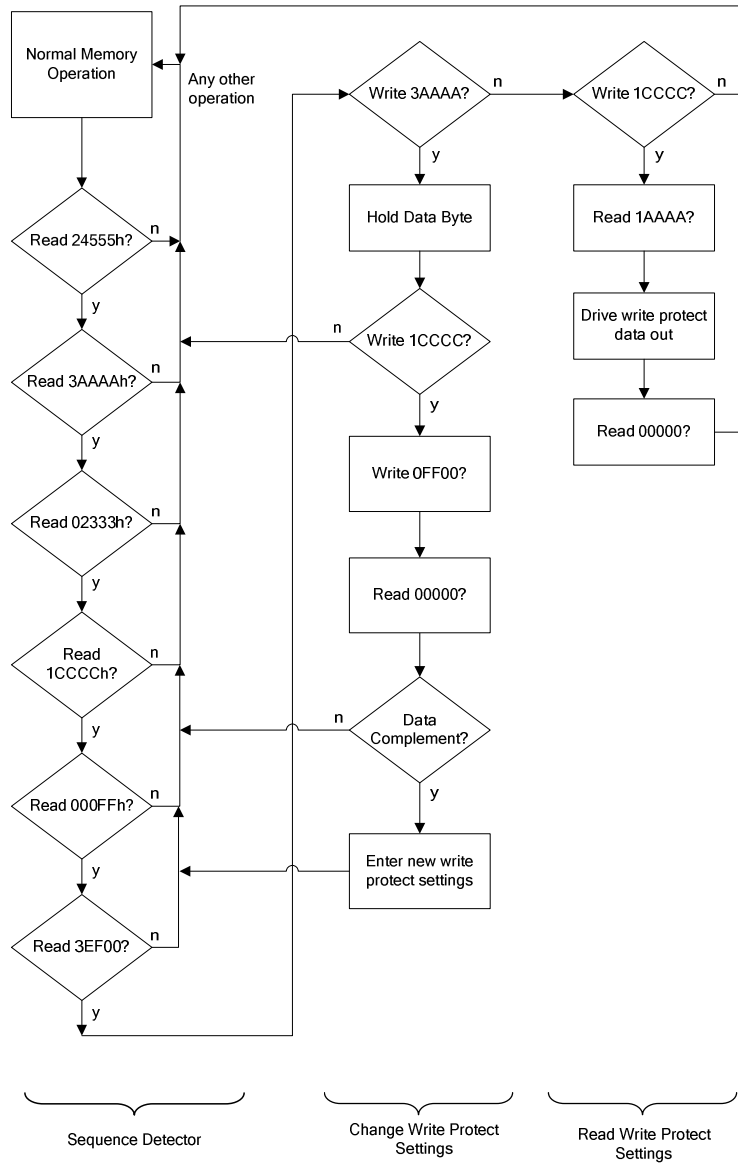 Normal Memory
Operation
Any other
operation
Read 24555h?
n
y
Read 3AAAAh?
n
y
Read 02333h?
n
y
Read
1CCCCh?
n
y
Read 000FFh?
n
y
Read 3EF00?
n
y
Sequence Detector
Write 3AAAA?
n
y
Hold Data Byte
Write 1CCCC?
n
y
Write 0FF00?
Read 00000?
Data
Complement?
n
y
Enter new write
protect settings
Change Write Protect
Settings
Write 1CCCC?
n
y
Read 1AAAA?
Drive write protect
data out
Read 00000?
Read Write Protect
Settings